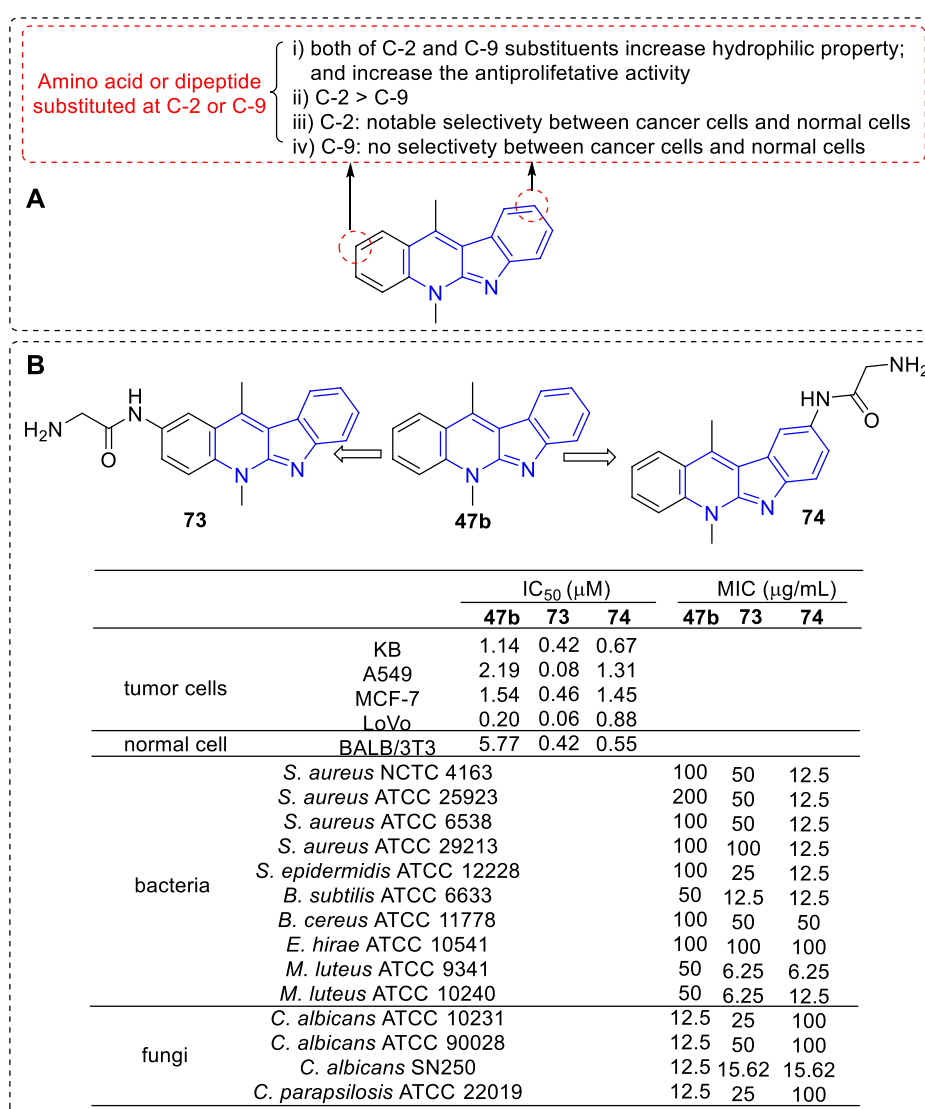 i) both of C-2 and C-9 substituents increase hydrophilic property;
Amino acid or dipeptide substituted at C-2 or C-9
and increase the antiprolifetative activity
ii) C-2 > C-9
iii) C-2: notable selectivety between cancer cells and normal cells
iv) C-9: no selectivety between cancer cells and normal cells
A
N
N
B
H2N
O
H
N
N
N
73
N
N
47b
NH2
O
HN
N
N
74
IC50 (μM) MIC (μg/mL)
47b 73 74 47b 73 74
tumor cells
KB 1.14 0.42 0.67
A549 2.19 0.08 1.31
MCF-7 1.54 0.46 1.45
LoVo 0.20 0.06 0.88
normal cell BALB/3T3 5.77 0.42 0.55
bacteria
S. aureus NCTC 4163 100 50 12.5
S. aureus ATCC 25923 200 50 12.5
S. aureus ATCC 6538 100 50 12.5
S. aureus ATCC 29213 100 100 12.5
S. epidermidis ATCC 12228 100 25 12.5
B. subtilis ATCC 6633 50 12.5 12.5
B. cereus ATCC 11778 100 50 50
E. hirae ATCC 10541 100 100 100
M. luteus ATCC 9341 50 6.25 6.25
M. luteus ATCC 10240 50 6.25 12.5
fungi
C. albicans ATCC 10231 12.5 25 100
C. albicans ATCC 90028 12.5 50 100
C. albicans SN250 12.5 15.62 15.62
C. parapsilosis ATCC 22019 12.5 25 100